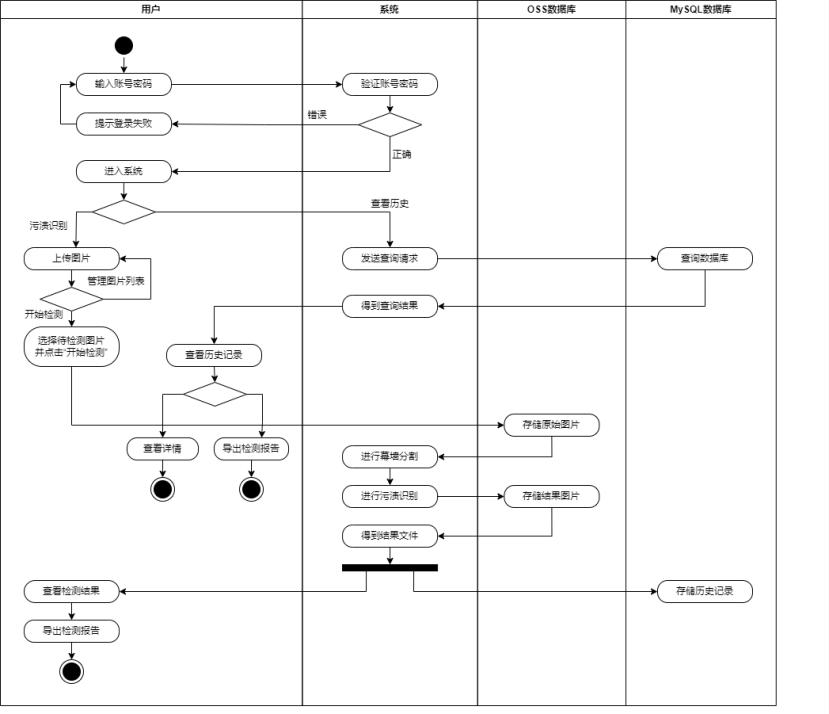 用户
系统
OSS数据库
MySQL数据库
输入账号密码
验证账号密码
错误
提示登录失败
正确
进入系统
查看历史
污渍识别
上传图片
发送查询请求
查询数据库
管理图片列表
得到查询结果
开始检测
选择待检测图片
并点击“开始检测”
查看历史记录
存储原始图片
查看详情
导出检测报告
进行幕墙分割
进行污渍识别
存储结果图片
得到结果文件
查看检测结果
存储历史记录
导出检测报告